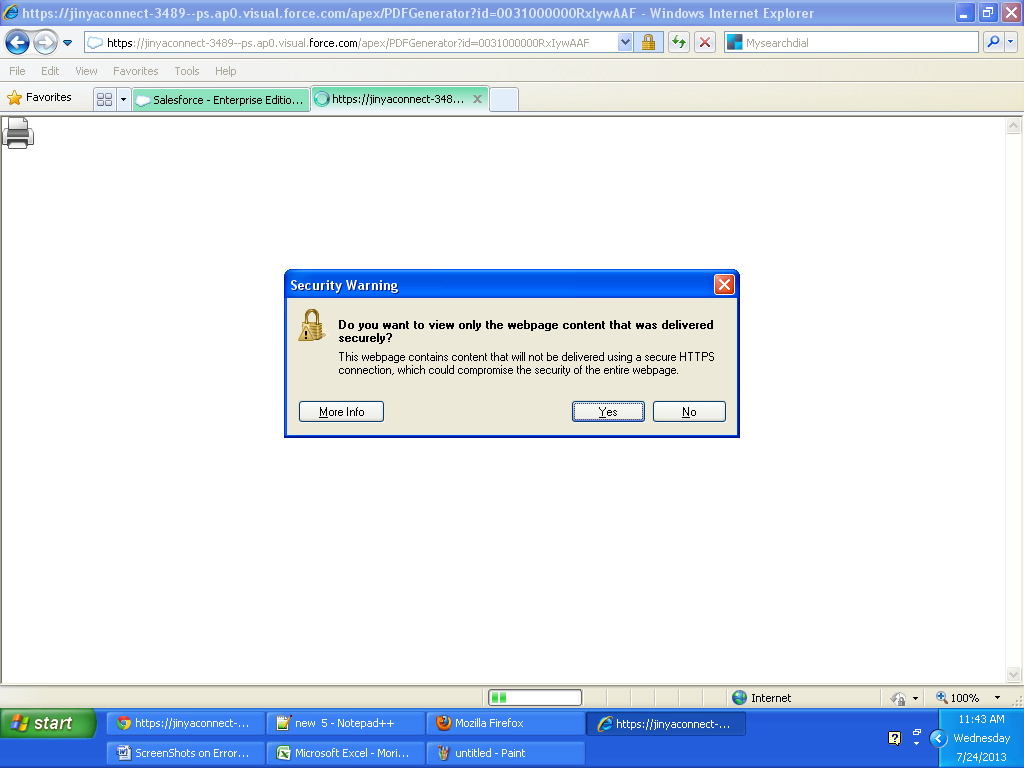 https://jinyaconnect-3489--ps.ap0.visual.force.com/apex/PDFGenerator?id=0031000000RxIywAAF - Windows Internet Explorer
https://jinyaconnect-3489--ps.ap0.visual.force.com/apex/PDFGenerator?id=0031000000RxIywAAF
Mysearchdial
File Edit View Favorites Tools Help
Favorites
Salesforce - Enterprise Editio...
https://jinyaconnect-348...
Security Warning
Do you want to view only the webpage content that was delivered
securely?
This webpage contains content that will not be delivered using a secure HTTPS
connection, which could compromise the security of the entire webpage.
More Info
Yes
No
Internet
100%
start
https://jinyaconnect-...
new 5 - Notepad++
Mozilla Firefox
https://jinyaconnect-...
ScreenShots on Error...
Microsoft Excel - Mori...
untitled - Paint
11:43 AM
Wednesday
7/24/2013